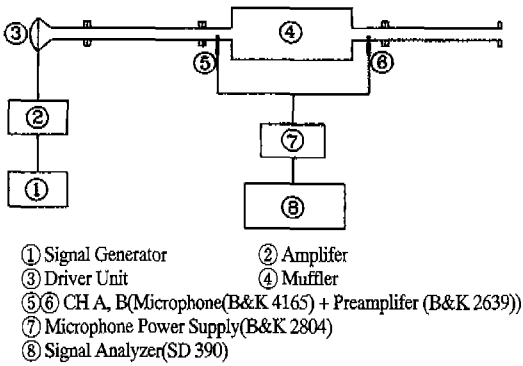 ③
④
⑤
⑥
②
⑦
①
⑧
① Signal Generator ② Amplifer
③ Driver Unit ④ Muffler
⑤⑥ CH A, B(Microphone(B&K 4165) + Preamplifer (B&K 2639))
⑦ Microphone Power Supply(B&K 2804)
⑧ Signal Analyzer(SD 390)